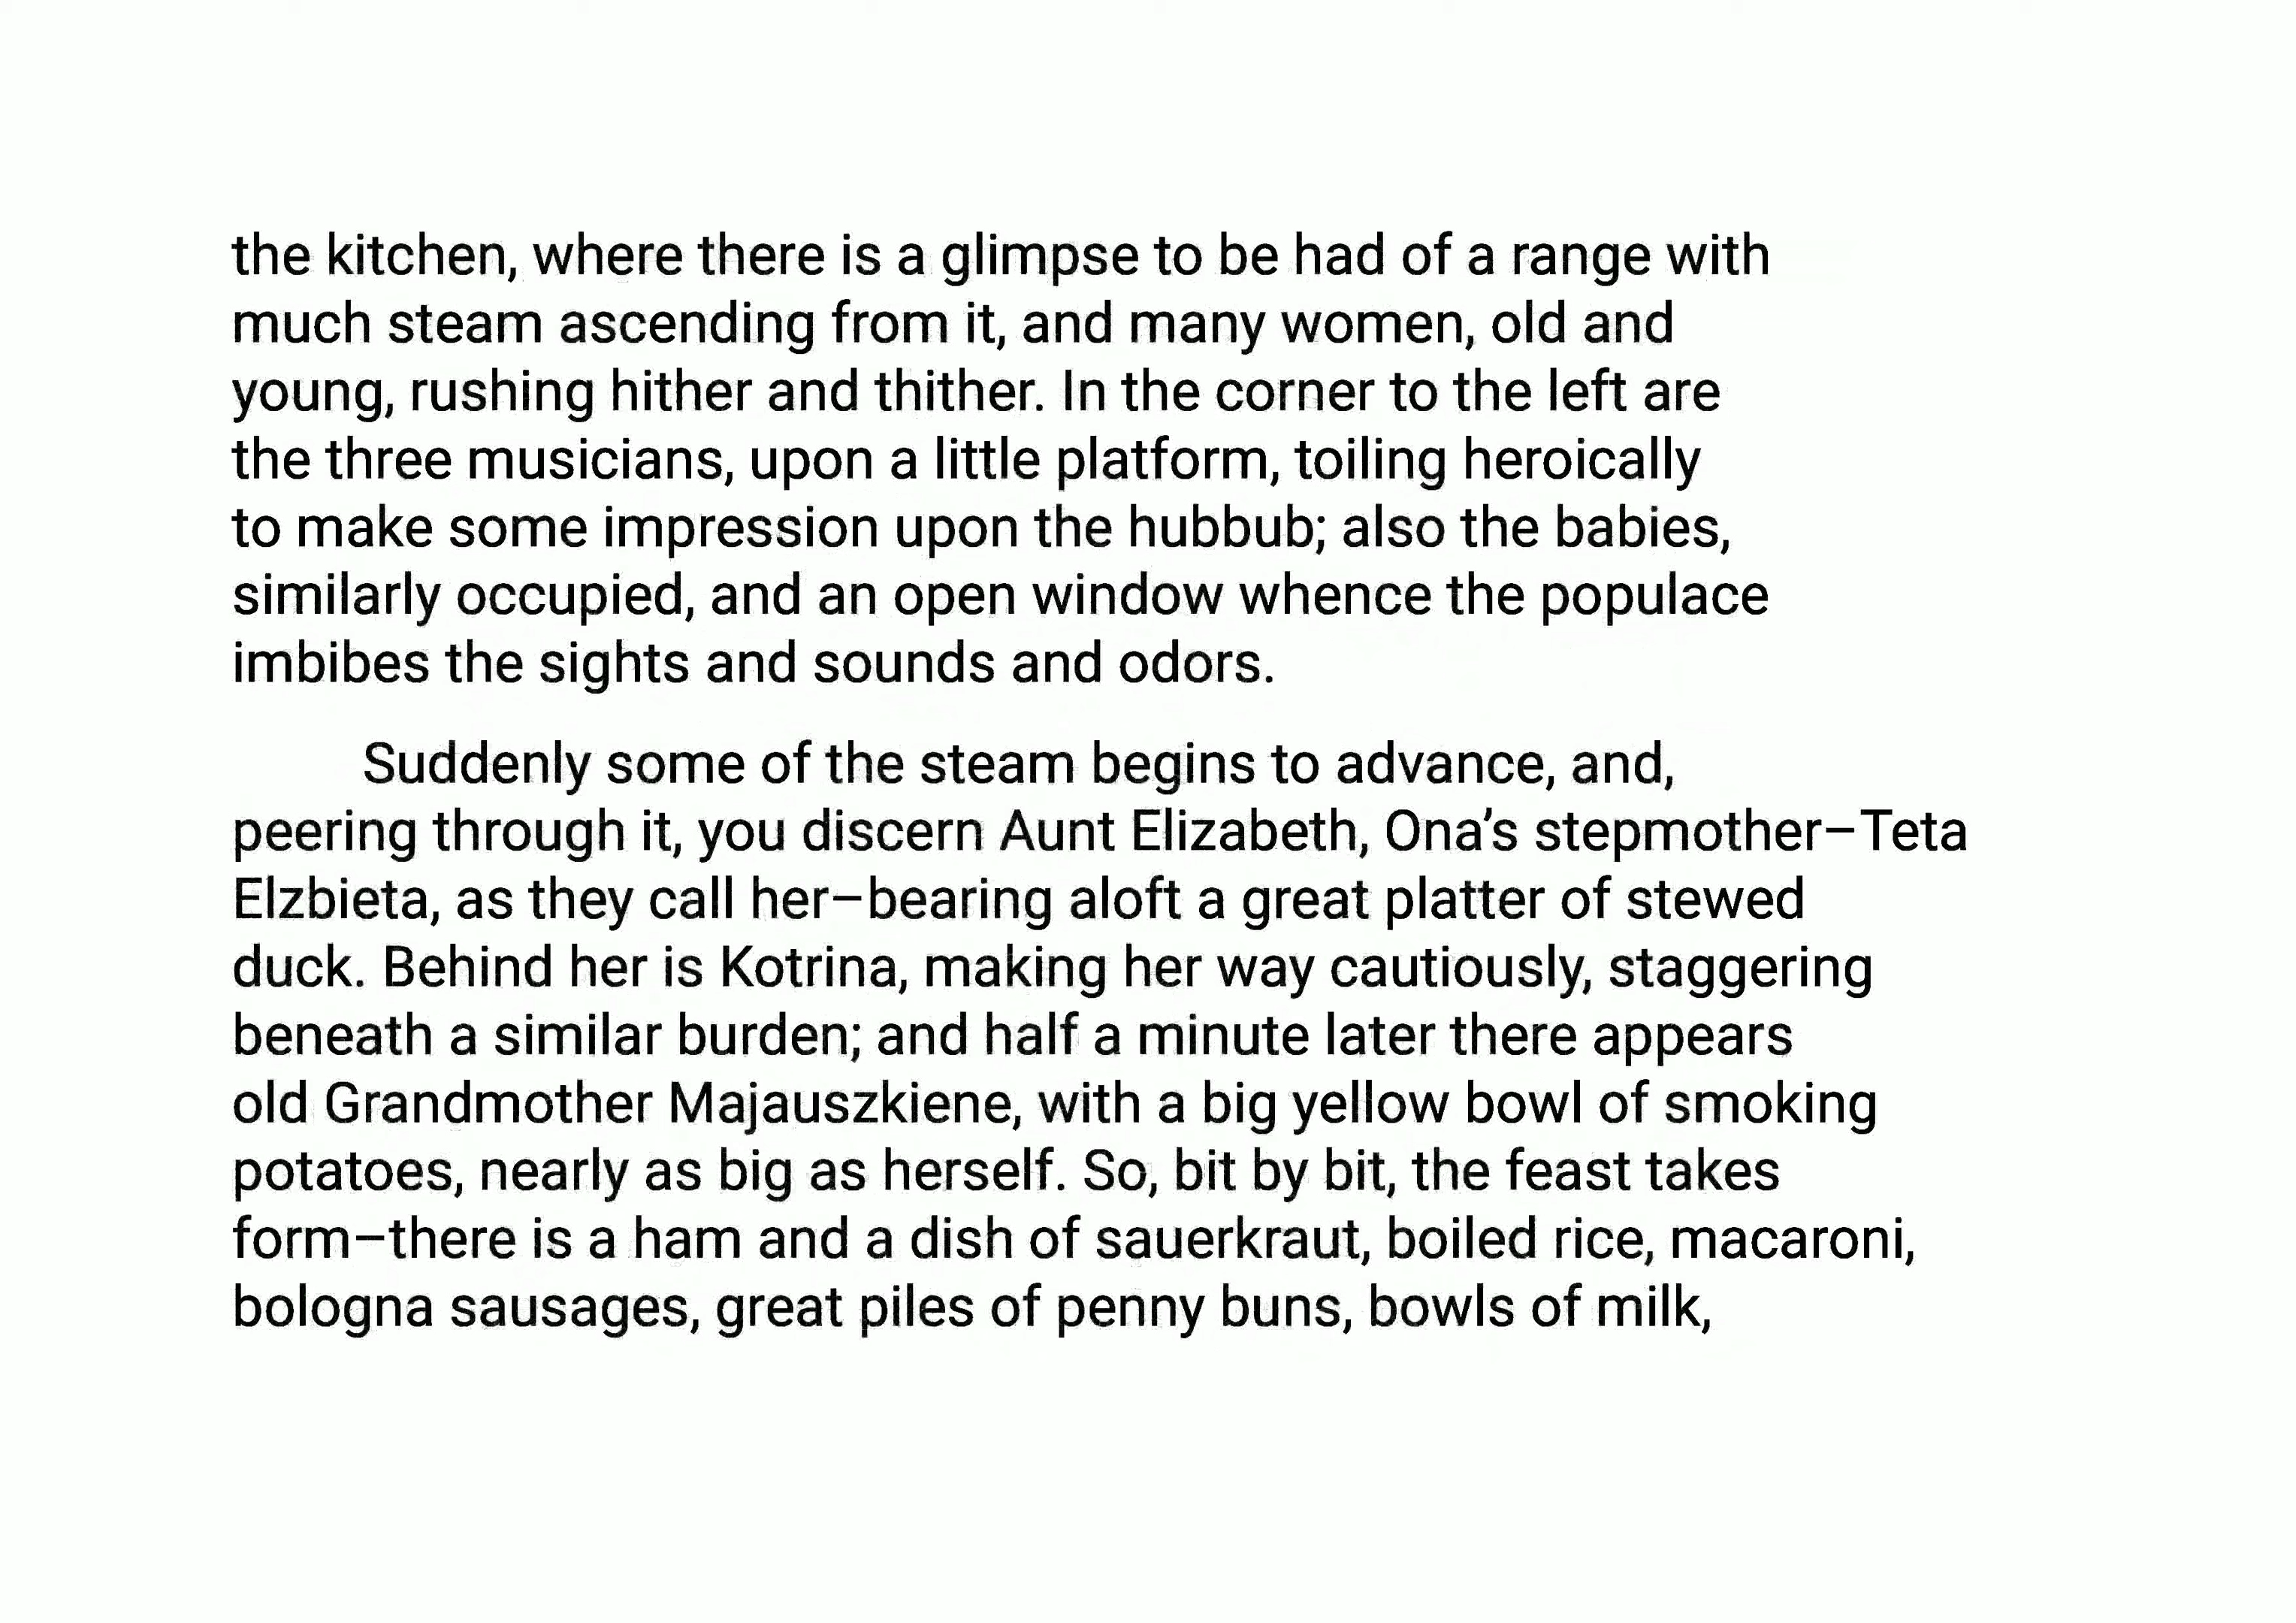 the kitchen, where there is a glimpse to be had of a range with
much steam ascending from it, and many women, old and
young, rushing hither and thither. In the corner to the left are
the three musicians, upon a little platform, toiling heroically
to make some impression upon the hubbub; also the babies,
similarly occupied, and an open window whence the populace
imbibes the sights and sounds and odors.
Suddenly some of the steam begins to advance, and,
peering through it, you discern Aunt Elizabeth, Ona’s stepmother–Teta
Elzbieta, as they call her–bearing aloft a great platter of stewed
duck. Behind her is Kotrina, making her way cautiously, staggering
beneath a similar burden; and half a minute later there appears
old Grandmother Majauszkiene, with a big yellow bowl of smoking
potatoes, nearly as big as herself. So, bit by bit, the feast takes
form–there is a ham and a dish of sauerkraut, boiled rice, macaroni,
bologna sausages, great piles of penny buns, bowls of milk,